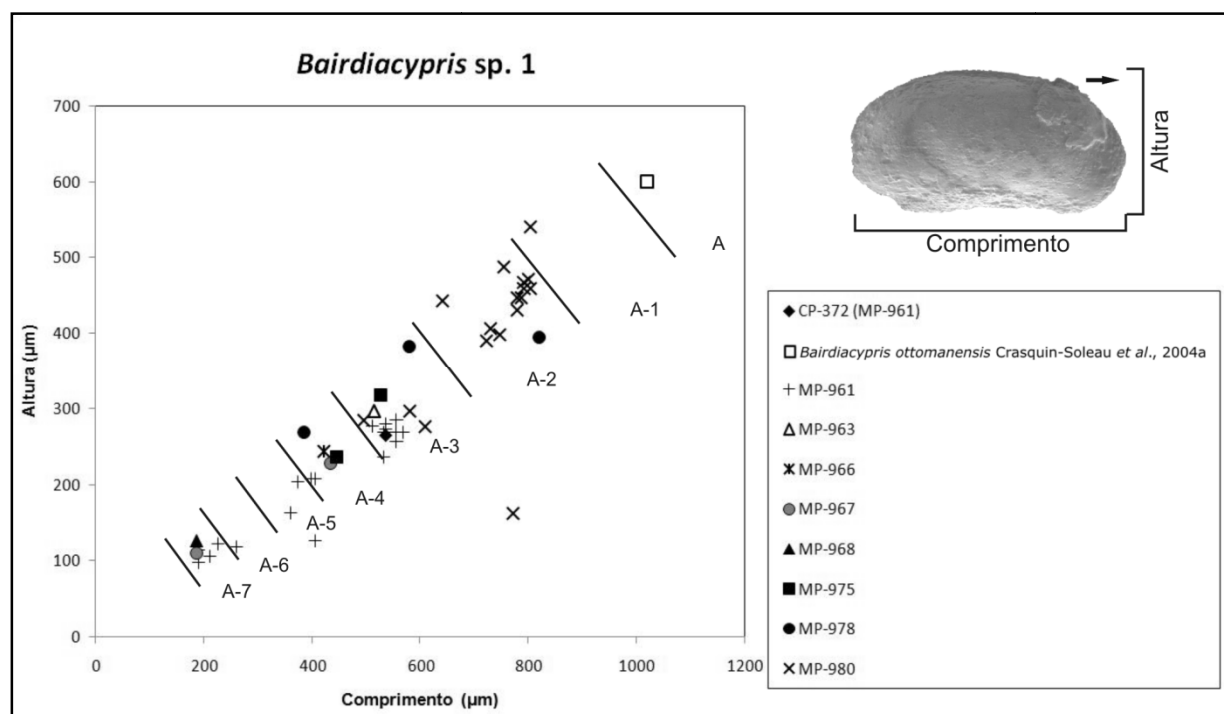 Bairdiacypris sp. 1
700
600
500
400
300
200
100
0
Altura (µm)
A
A-1
A-2
A-3
A-4
A-5
A-6
A-7
0 200 400 600 800 1000 1200
Comprimento (µm)
Altura
Comprimento
CP-372 (MP-961)
Bairdiacypris ottomanensis Crasquin-Soleau et al., 2004a
MP-961
MP-963
MP-966
MP-967
MP-968
MP-975
MP-978
MP-980